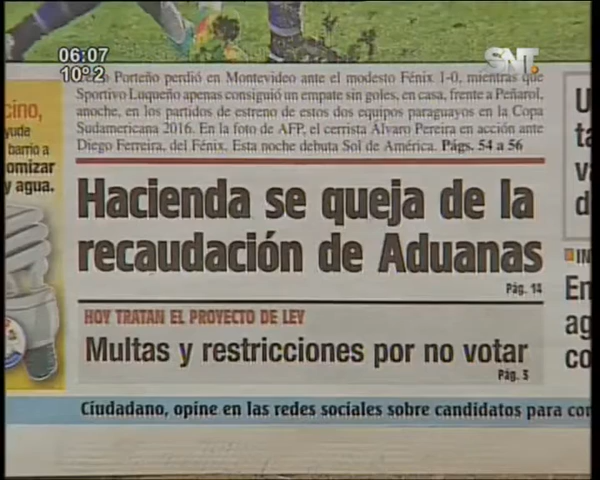 06:07
10°2
SNT
Porteño perdió en Montevideo ante el modesto Fénix 1-0, mientras que
Sportivo Luqueño apenas consiguió un empate sin goles, en casa, frente a Peñarol,
anoche, en los partidos de estreno de estos dos equipos paraguayos en la Copa
Sudamericana 2016. En la foto de AFP, el cerrista Álvaro Pereira en acción ante
Diego Ferreira, del Fénix. Esta noche debuta Sol de América. Págs. 54 a 56
cino,
yude
barrio a
omizar
y agua.
Hacienda se queja de la
recaudación de Aduanas
Pág. 14
HOY TRATAN EL PROYECTO DE LEY
Multas y restricciones por no votar
Pág. 5
U
ta
v
d
IN
En
ag
co
Ciudadano, opine en las redes sociales sobre candidatos para con